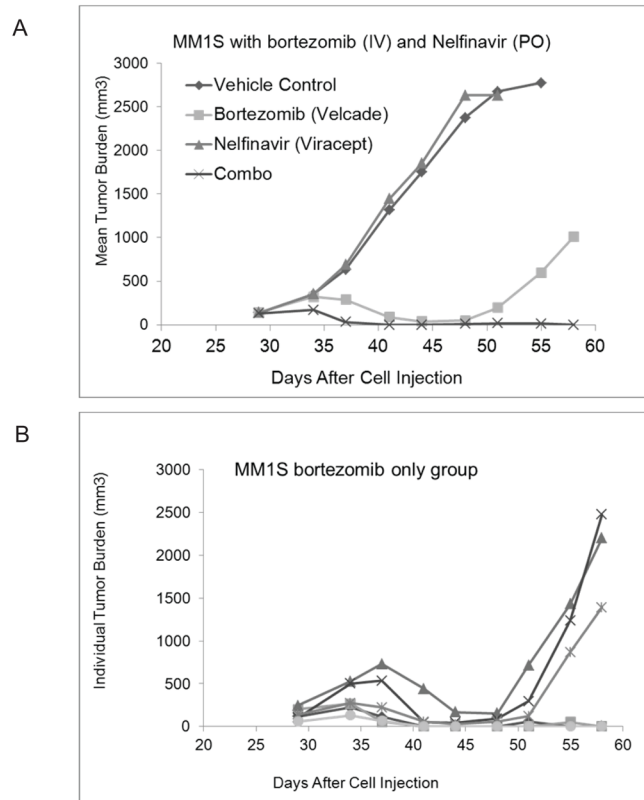 A
MM1S with bortezomib (IV) and Nelfinavir (PO)
3000
2500
2000
1500
1000
500
0
Mean Tumor Burden (mm3)
Vehicle Control
Bortezomib (Velcade)
Nelfinavir (Viracept)
Combo
20 25 30 35 40 45 50 55 60
Days After Cell Injection
B
MM1S bortezomib only group
3000
2500
2000
1500
1000
500
0
Individual Tumor Burden (mm3)
20 25 30 35 40 45 50 55 60
Days After Cell Injection